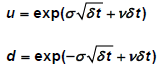 u = exp(σ√δt + νδt)
d = exp(-σ√δt + νδt)